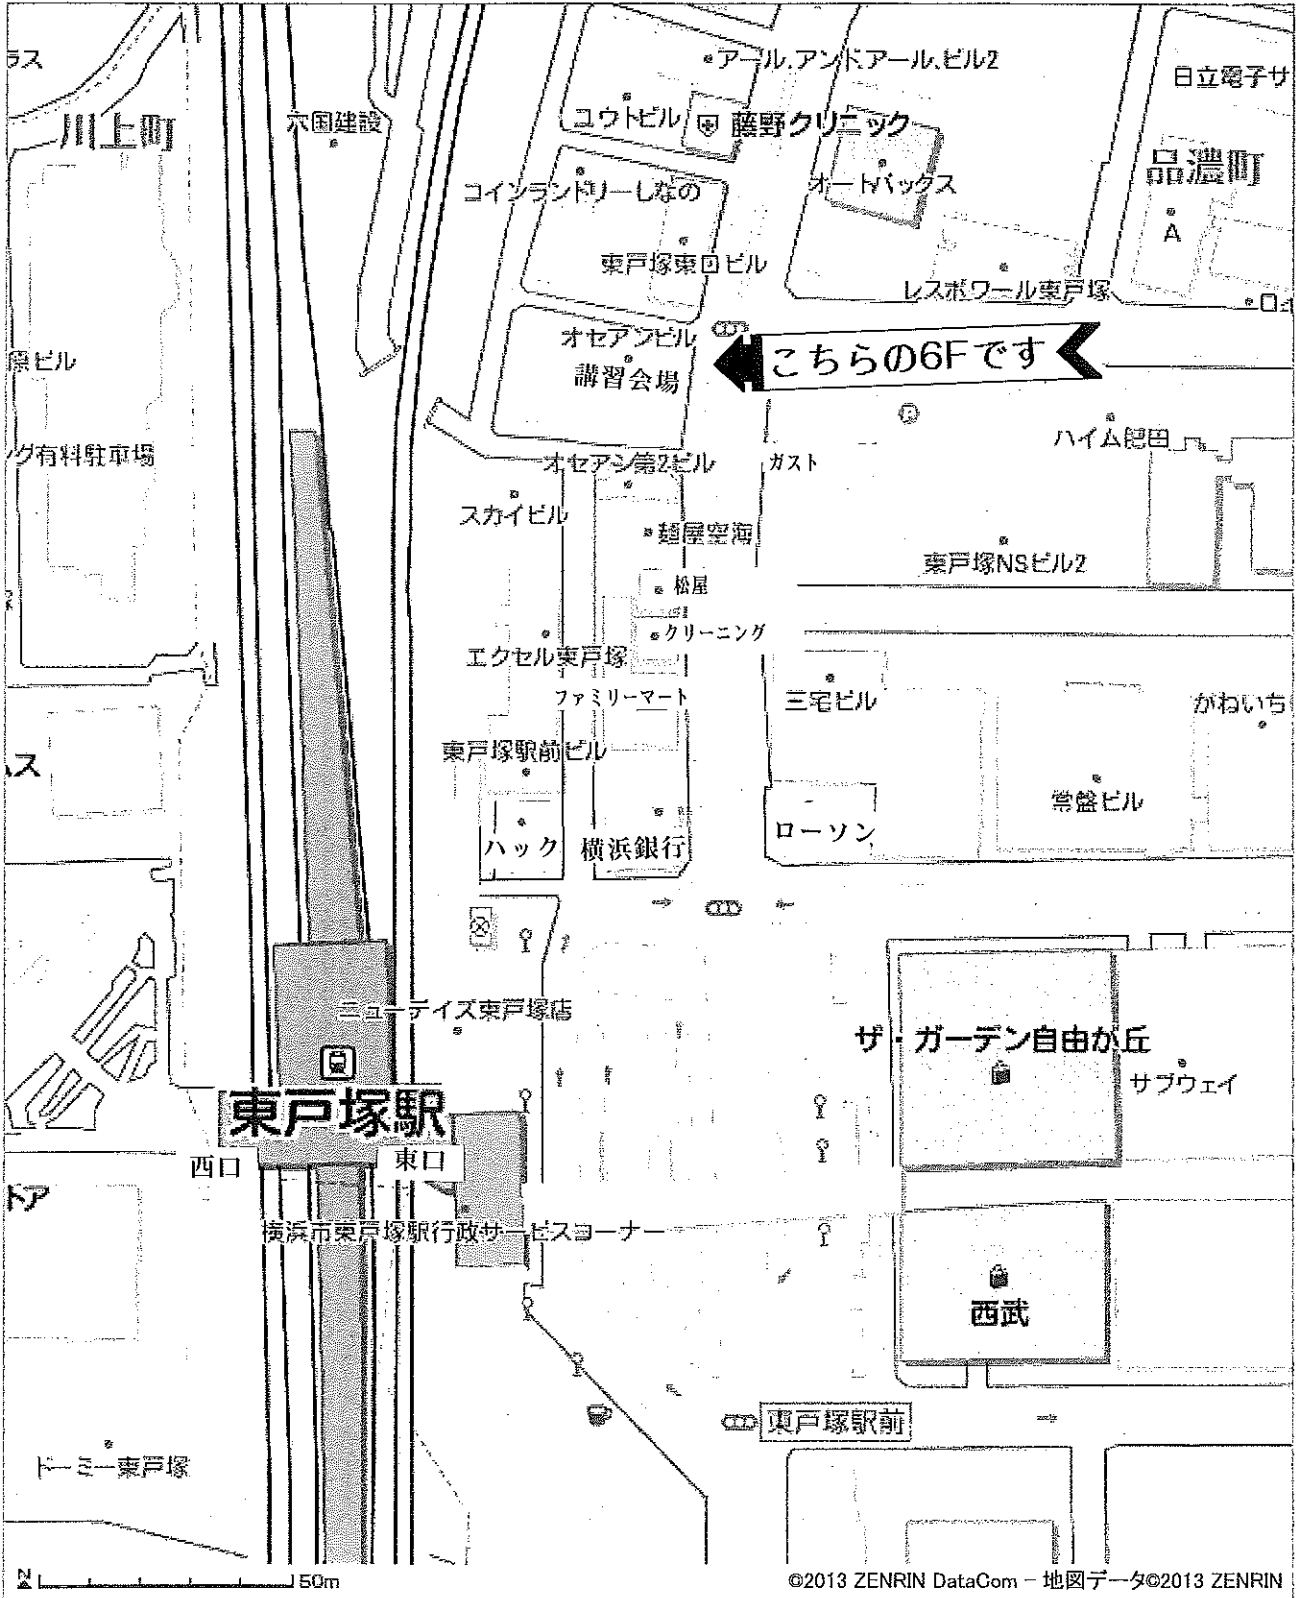 アール.アンド.アール.ビル2
日立電子サ
川上町
六国建設
ユウトビル
藤野クリニック
品濃町
コインランドリーしなの
オートバックス
A
東戸塚東口ビル
レスポワール東戸塚
オセアンビル
講習会場
こちらの6Fです
原ビル
ハイム肥田
グ有料駐車場
オセアン第2ビル
ガスト
スカイビル
麺屋空海
東戸塚NSビル2
松屋
クリーニング
エクセル東戸塚
ファミリーマート
三宅ビル
かねいち
東戸塚駅前ビル
常盤ビル
ハック
横浜銀行
ローソン
ニューデイズ東戸塚店
ザ・ガーデン自由が丘
サブウェイ
東戸塚駅
西口
東口
トア
横浜市東戸塚駅行政サービスコーナー
西武
東戸塚駅前
ドーミー東戸塚
N
50m
©2013 ZENRIN DataCom - 地図データ©2013 ZENRIN